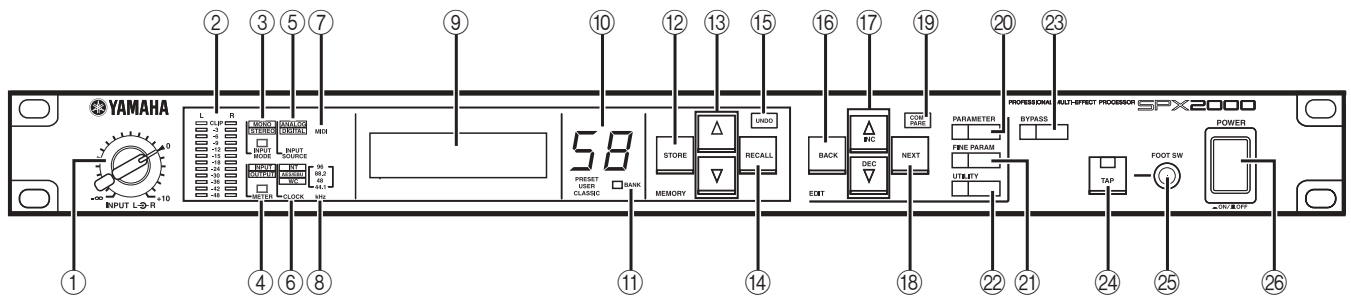 ② ③ ⑤ ⑦ ⑨ ⑩ ⑫ ⑬ ⑮ ⑯ ⑰ ⑲ ⑳ ㉓
YAMAHA
L R
CLIP
-3
-6
-9
-12
-15
-18
-24
-30
-36
-42
-48
MONO
STEREO
INPUT
MODE
ANALOG
DIGITAL
INPUT
SOURCE
MIDI
INPUT
OUTPUT
METER
INT
AES/EBU
WC
CLOCK
96
88.2
48
44.1
kHz
0
-∞ +10
INPUT L R
58
PRESET
USER
CLASSIC
BANK
STORE
MEMORY
RECALL
UNDO
BACK
EDIT
INC
DEC
NEXT
COM
PARE
PARAMETER
FINE PARAM
UTILITY
PROFESSIONAL MULTI-EFFECT PROCESSOR SPX2000
BYPASS
TAP
FOOT SW
POWER
ON/ OFF
① ④ ⑥ ⑧ ⑪ ⑭ ⑱ ㉒ ㉑ ㉔ ㉕ ㉖